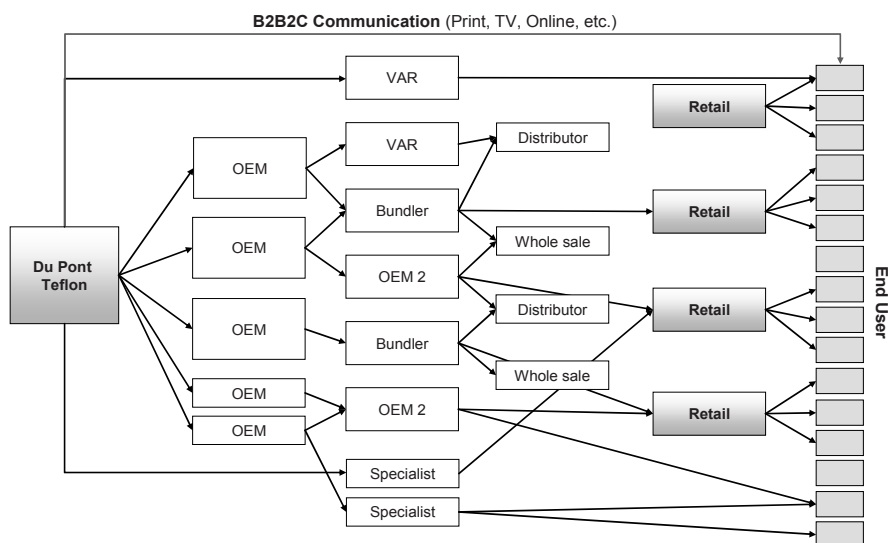 B2B2C Communication (Print, TV, Online, etc.)
VAR
Retail
VAR
Distributor
OEM
Bundler
Retail
Whole sale
OEM
Du Pont
Teflon
OEM 2
Distributor
Retail
End User
OEM
Bundler
Whole sale
OEM
OEM 2
Retail
OEM
Specialist
Specialist